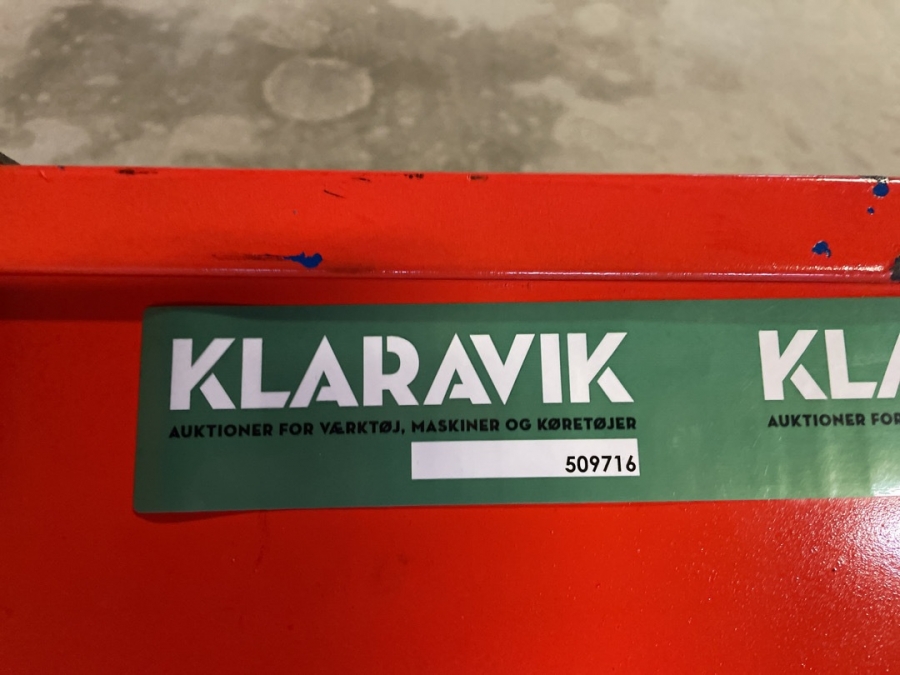 KLARAVIK
AUKTIONER FOR VÆRKTØJ, MASKINER OG KØRETØJER
509716
KLA
AUKTIONER FOR